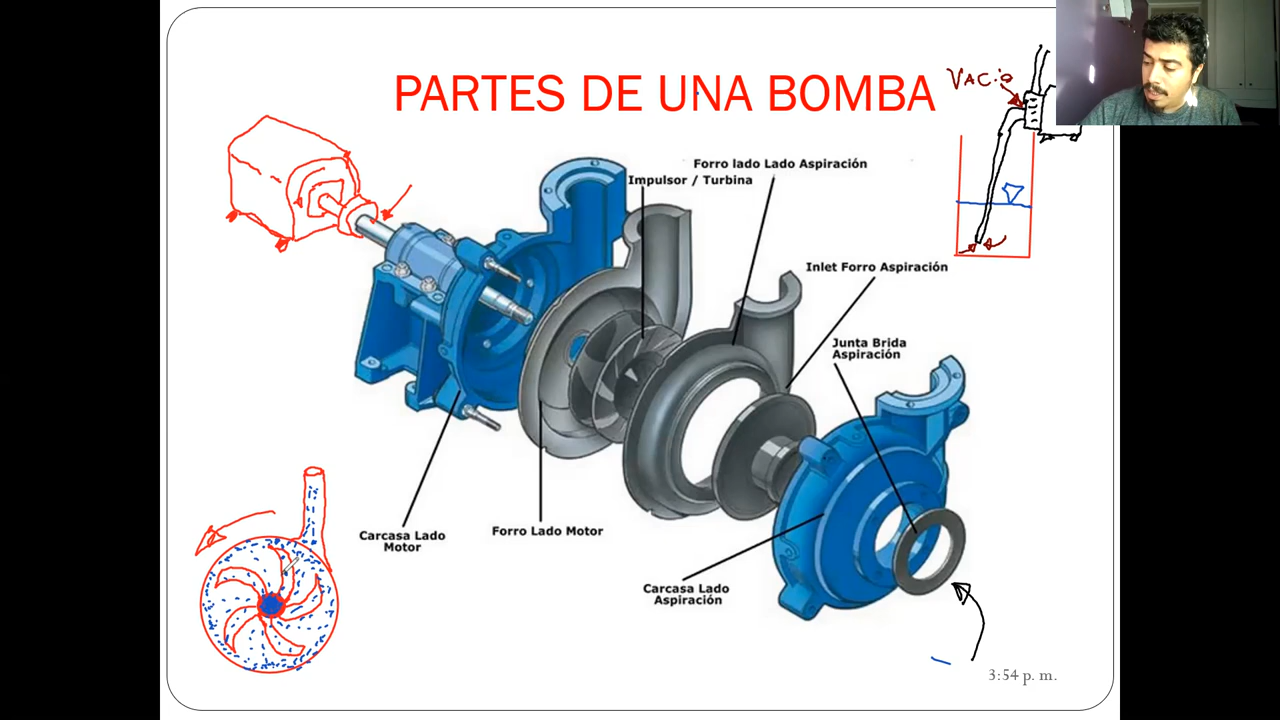 PARTES DE UNA BOMBA
VACIO
Forro lado Lado Aspiración
Impulsor / Turbina
Inlet Forro Aspiración
Junta Brida
Aspiración
Carcasa Lado
Motor
Forro Lado Motor
Carcasa Lado
Aspiración
3:54 p. m.